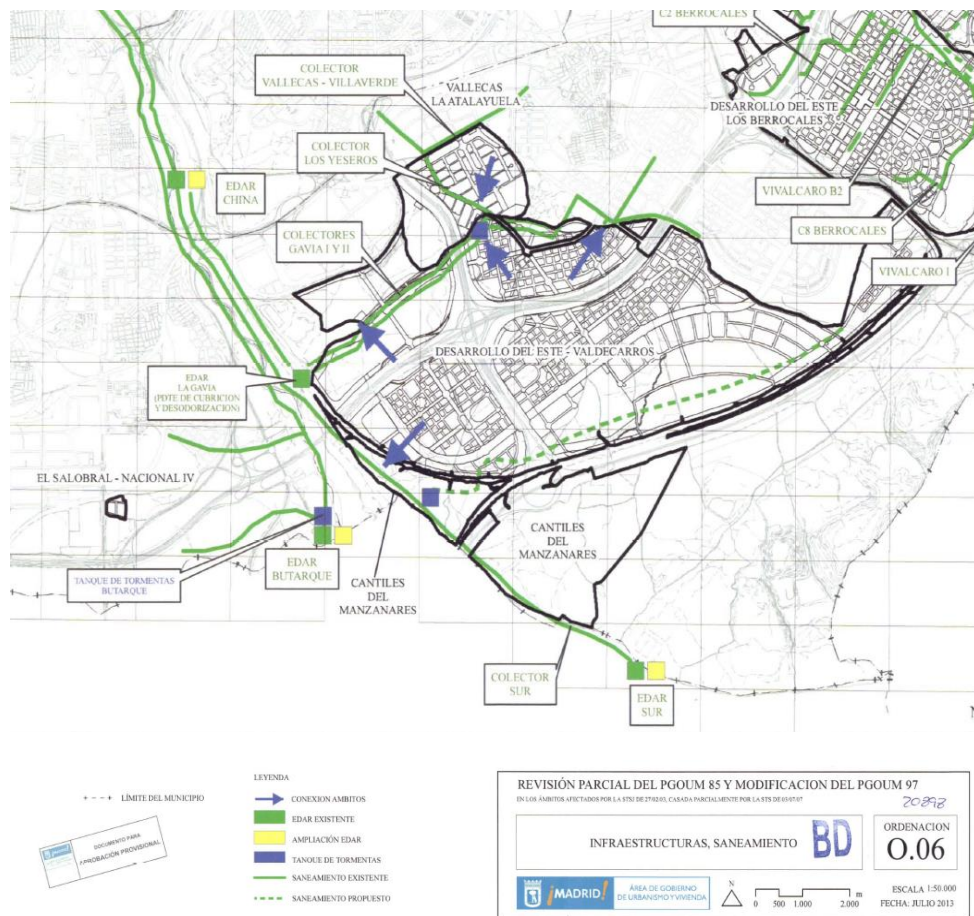 C2 BERROCALES
COLECTOR
VALLECAS - VILLAVERDE
VALLECAS
LA ATALAYUELA
DESARROLLO DEL ESTE -
LOS BERROCALES
COLECTOR
LOS YESEROS
EDAR
CHINA
VIVALCARO B2
COLECTORES
GAVIA I Y II
C8 BERROCALES
VIVALCARO I
DESARROLLO DEL ESTE - VALDECARROS
EDAR
LA GAVIA
(PDTE DE CUBRICION
Y DESODORIZACION)
EL SALOBRAL - NACIONAL IV
CANTILES
DEL
MANZANARES
EDAR
BUTARQUE
TANQUE DE TORMENTAS
BUTARQUE
CANTILES
DEL
MANZANARES
COLECTOR
SUR
EDAR
SUR
LÍMITE DEL MUNICIPIO
DOCUMENTO PARA
APROBACIÓN PROVISIONAL
LEYENDA
CONEXION AMBITOS
EDAR EXISTENTE
AMPLIACIÓN EDAR
TANQUE DE TORMENTAS
SANEAMIENTO EXISTENTE
SANEAMIENTO PROPUESTO
REVISIÓN PARCIAL DEL PGOUM 85 Y MODIFICACION DEL PGOUM 97
EN LOS ÁMBITOS AFECTADOS POR LA STSJ DE 27/02/03, CASADA PARCIALMENTE POR LA STS DE 03/07/07
20898
INFRAESTRUCTURAS, SANEAMIENTO
BD
ORDENACION
O.06
¡MADRID!
ÁREA DE GOBIERNO
DE URBANISMO Y VIVIENDA
N
0 500 1.000 2.000 m
ESCALA 1:50.000
FECHA: JULIO 2013